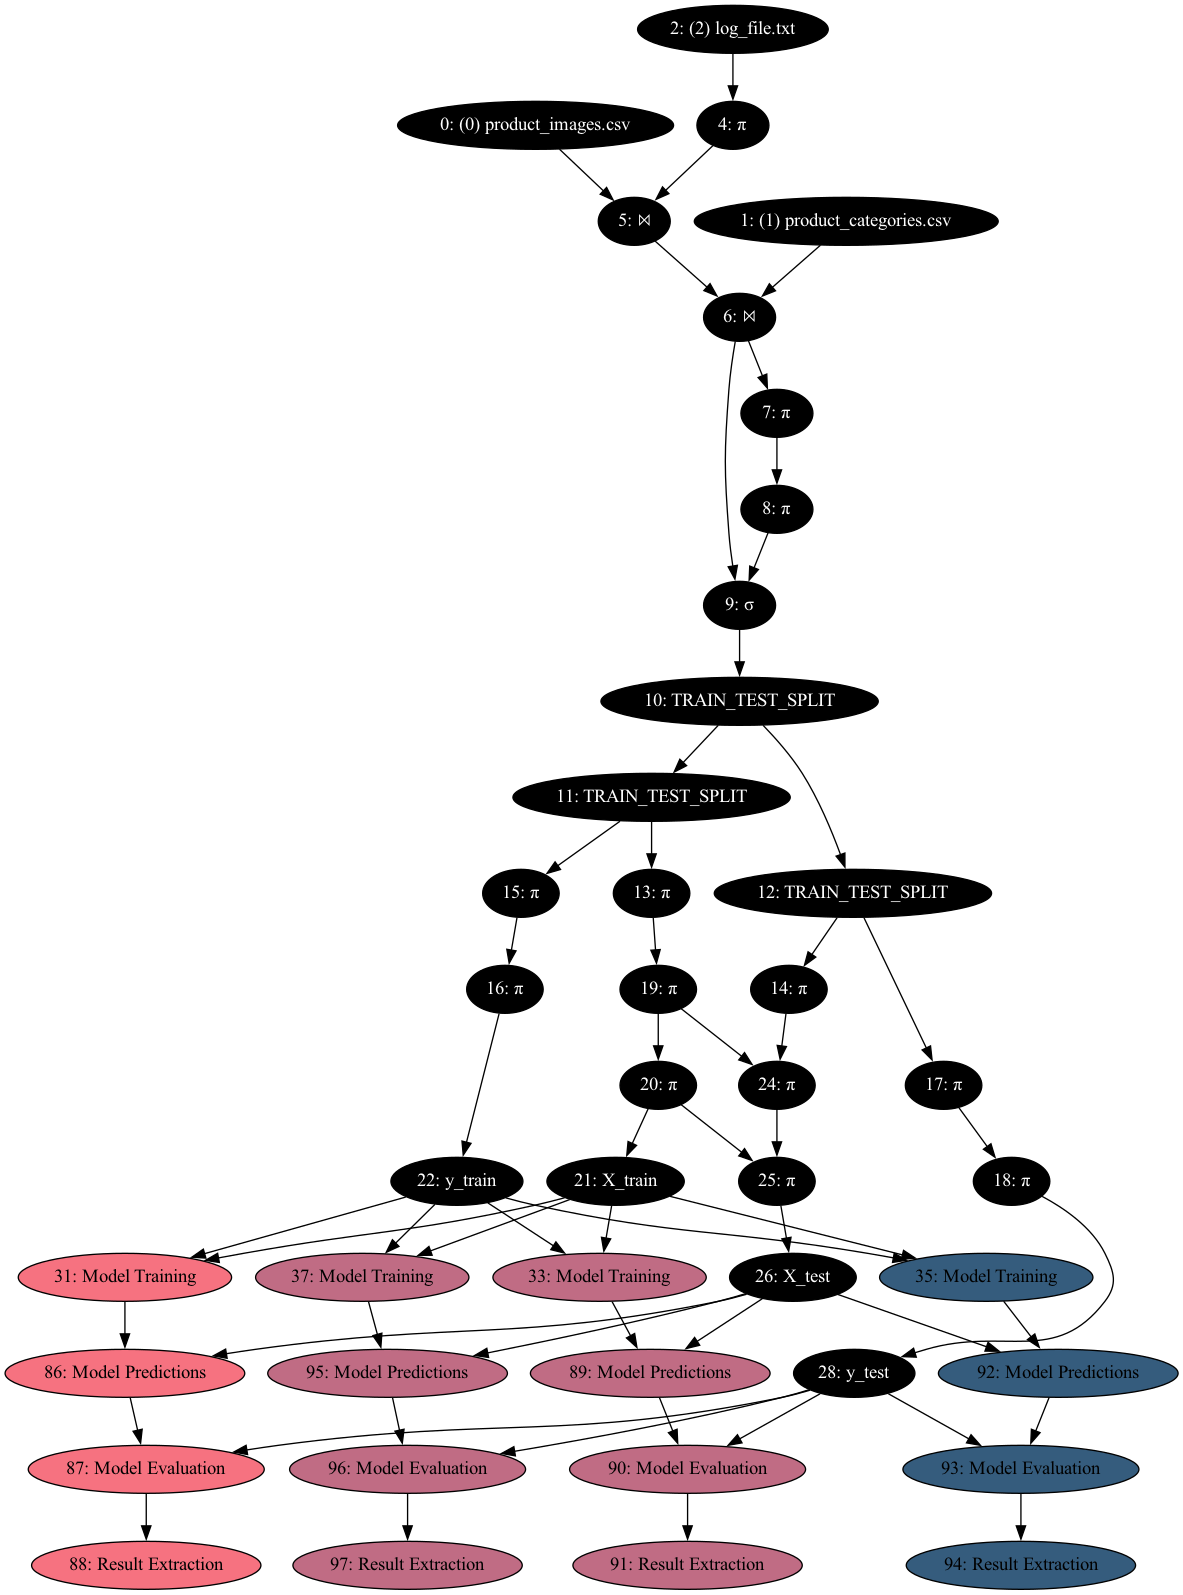 2: (2) log_file.txt
0: (0) product_images.csv
4: π
5: ⋈
1: (1) product_categories.csv
6: ⋈
7: π
8: π
9: σ
10: TRAIN_TEST_SPLIT
11: TRAIN_TEST_SPLIT
15: π
13: π
12: TRAIN_TEST_SPLIT
16: π
19: π
14: π
20: π
24: π
17: π
22: y_train
21: X_train
25: π
18: π
31: Model Training
37: Model Training
33: Model Training
26: X_test
35: Model Training
86: Model Predictions
95: Model Predictions
89: Model Predictions
28: y_test
92: Model Predictions
87: Model Evaluation
96: Model Evaluation
90: Model Evaluation
93: Model Evaluation
88: Result Extraction
97: Result Extraction
91: Result Extraction
94: Result Extraction